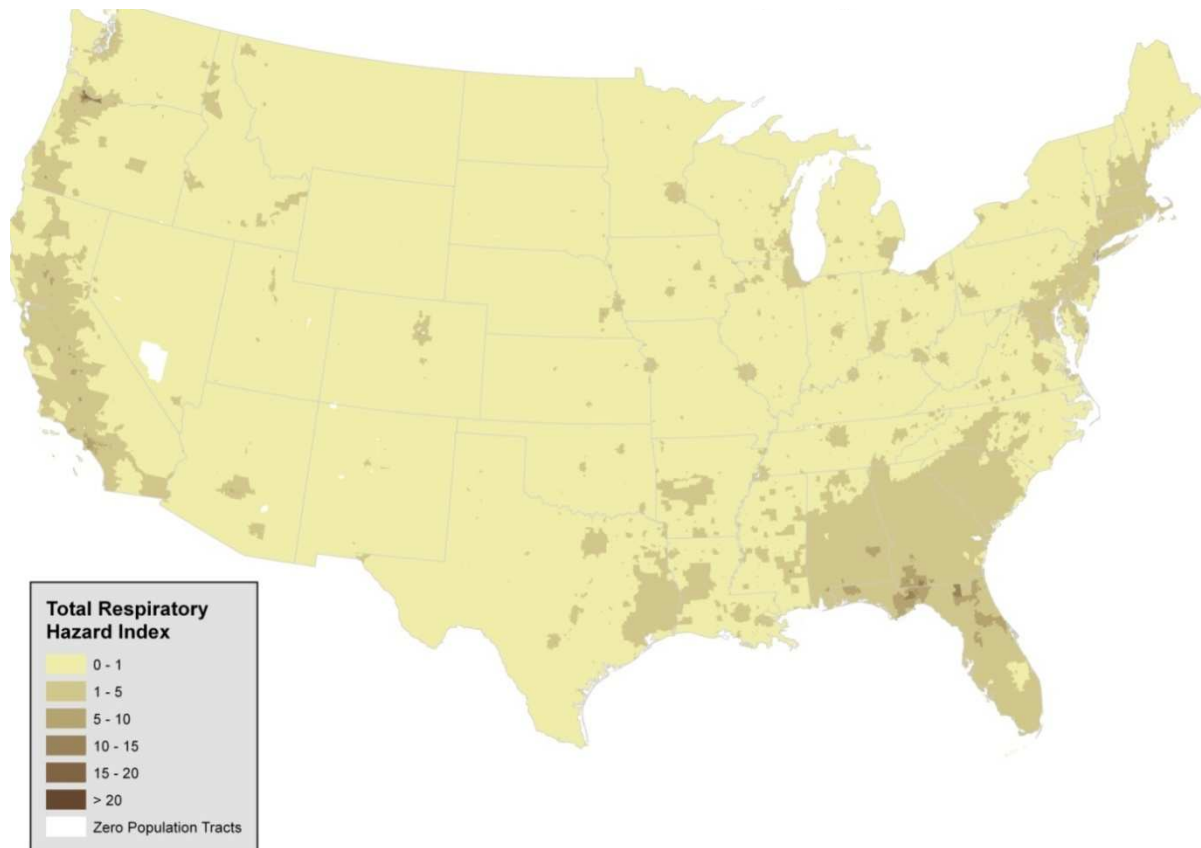 Total Respiratory
Hazard Index
0 - 1
1 - 5
5 - 10
10 - 15
15 - 20
> 20
Zero Population Tracts